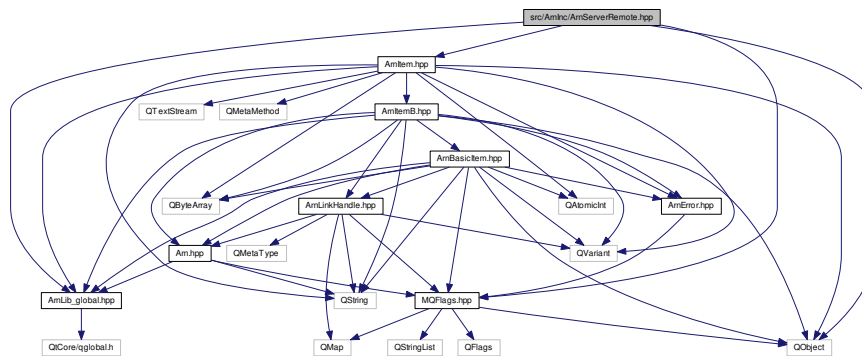 src/ArnInc/ArnServerRemote.hpp
ArnItem.hpp
QTextStream
QMetaMethod
ArnItemB.hpp
ArnBasicItem.hpp
QByteArray
ArnLinkHandle.hpp
QAtomicInt
ArnError.hpp
Arn.hpp
QMetaType
QVariant
ArnLib_global.hpp
QString
MQFlags.hpp
QtCore/qglobal.h
QMap
QStringList
QFlags
QObject